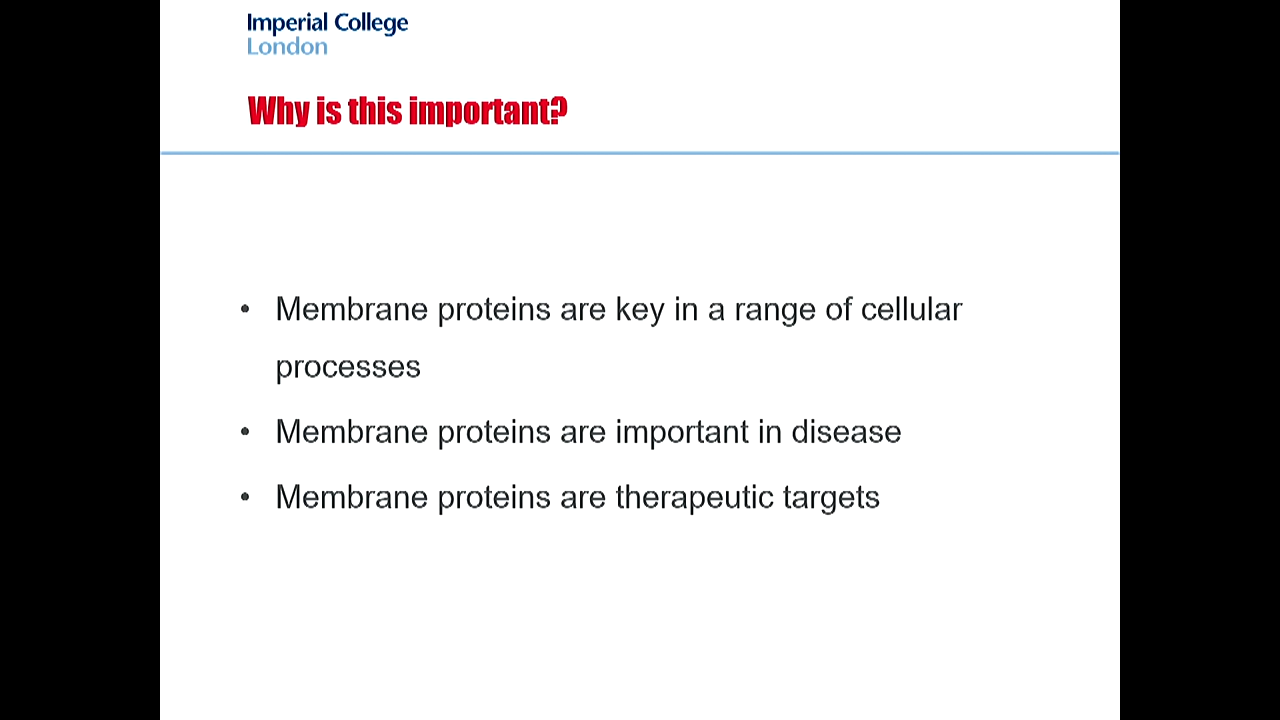 Imperial College
London
Why is this important?
• Membrane proteins are key in a range of cellular
processes
• Membrane proteins are important in disease
• Membrane proteins are therapeutic targets